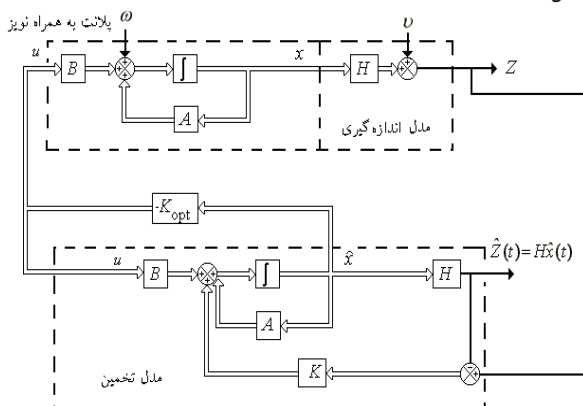 پلانت به همراه نویز
ω
υ
u
B
+
+
+
∫
x
H
+
+
Z
A
مدل اندازه گیری
-K_opt
Ẑ(t)=Hx̂(t)
u
B
+
+
+
∫
x̂
H
A
K
-
+
مدل تخمین